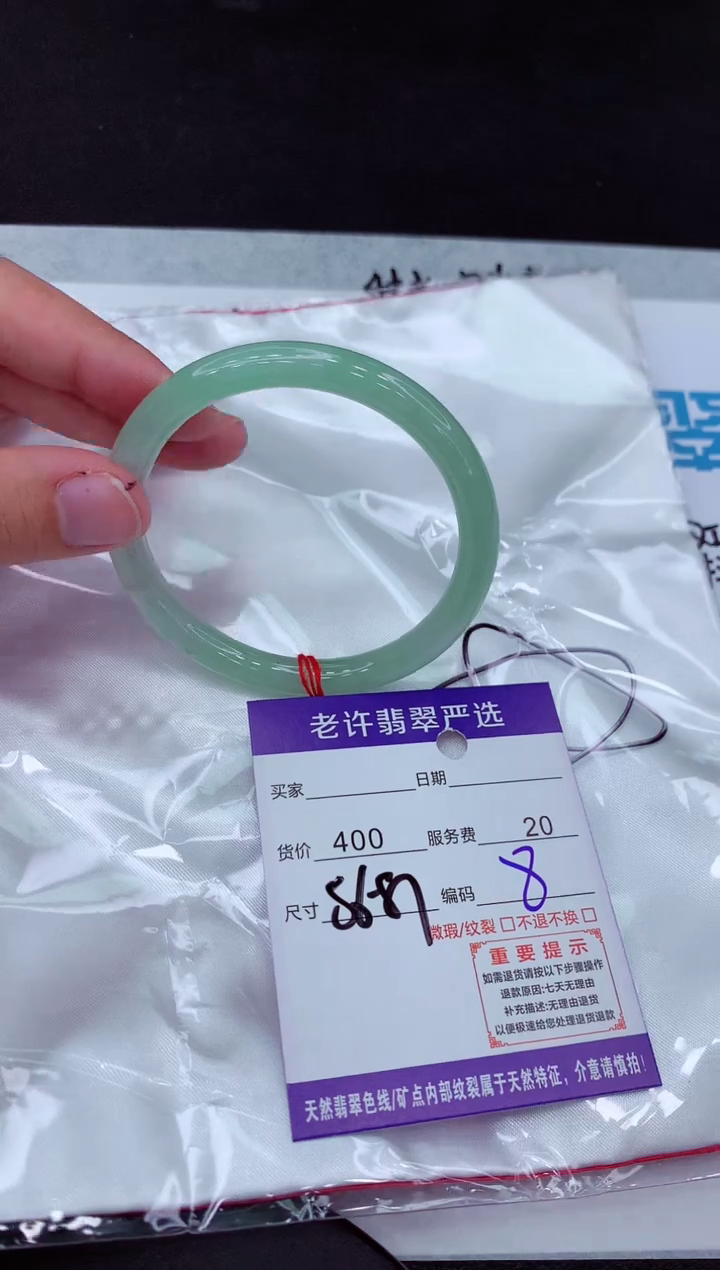 老许翡翠严选
买家 日期
货价 400 服务费 20
尺寸 编码 8
微瑕/纹裂 □不退不换 □
重要提示
如需退货请按以下步骤操作
退款原因:七天无理由
补充描述:无理由退货
以便极速给您处理退货退款
天然翡翠色线/矿点内部纹裂属于天然特征，介意请慎拍!